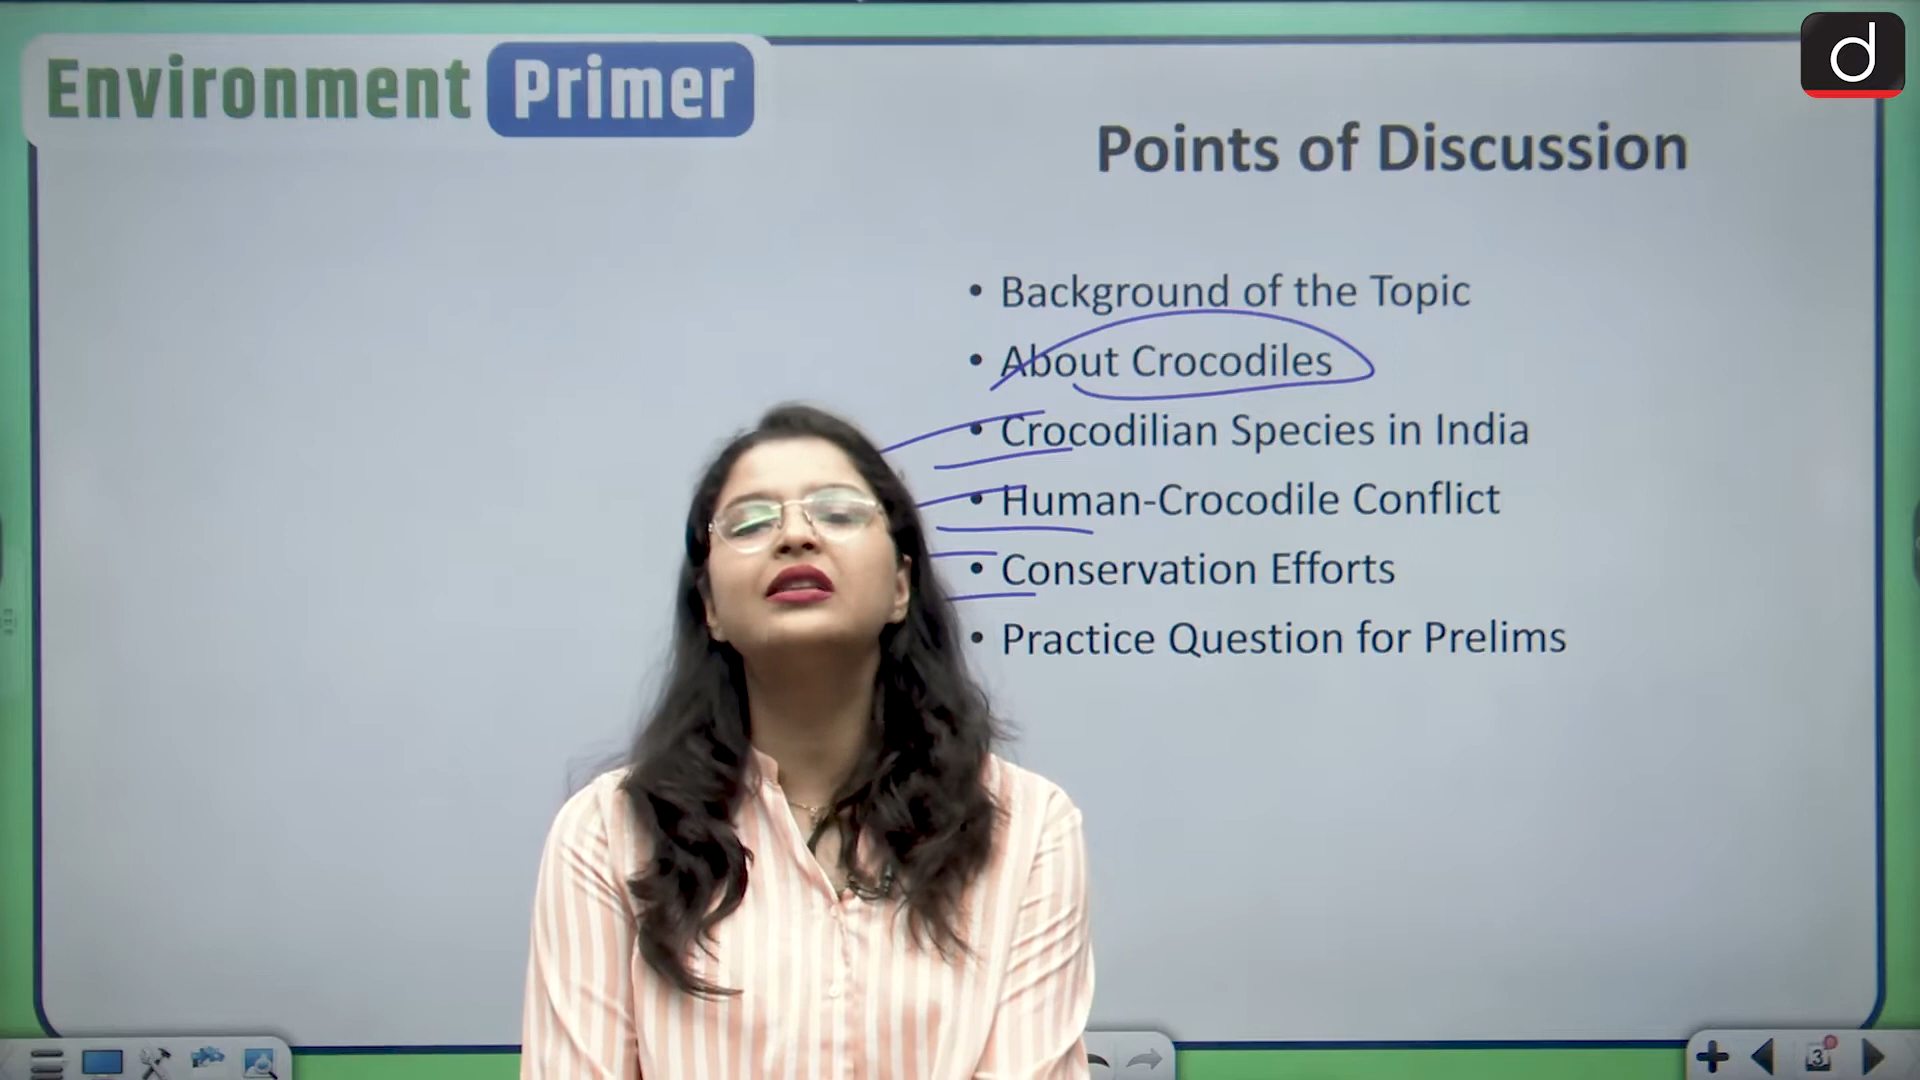 Environment Primer
d
Points of Discussion
• Background of the Topic
• About Crocodiles
• Crocodilian Species in India
• Human-Crocodile Conflict
• Conservation Efforts
• Practice Question for Prelims
3